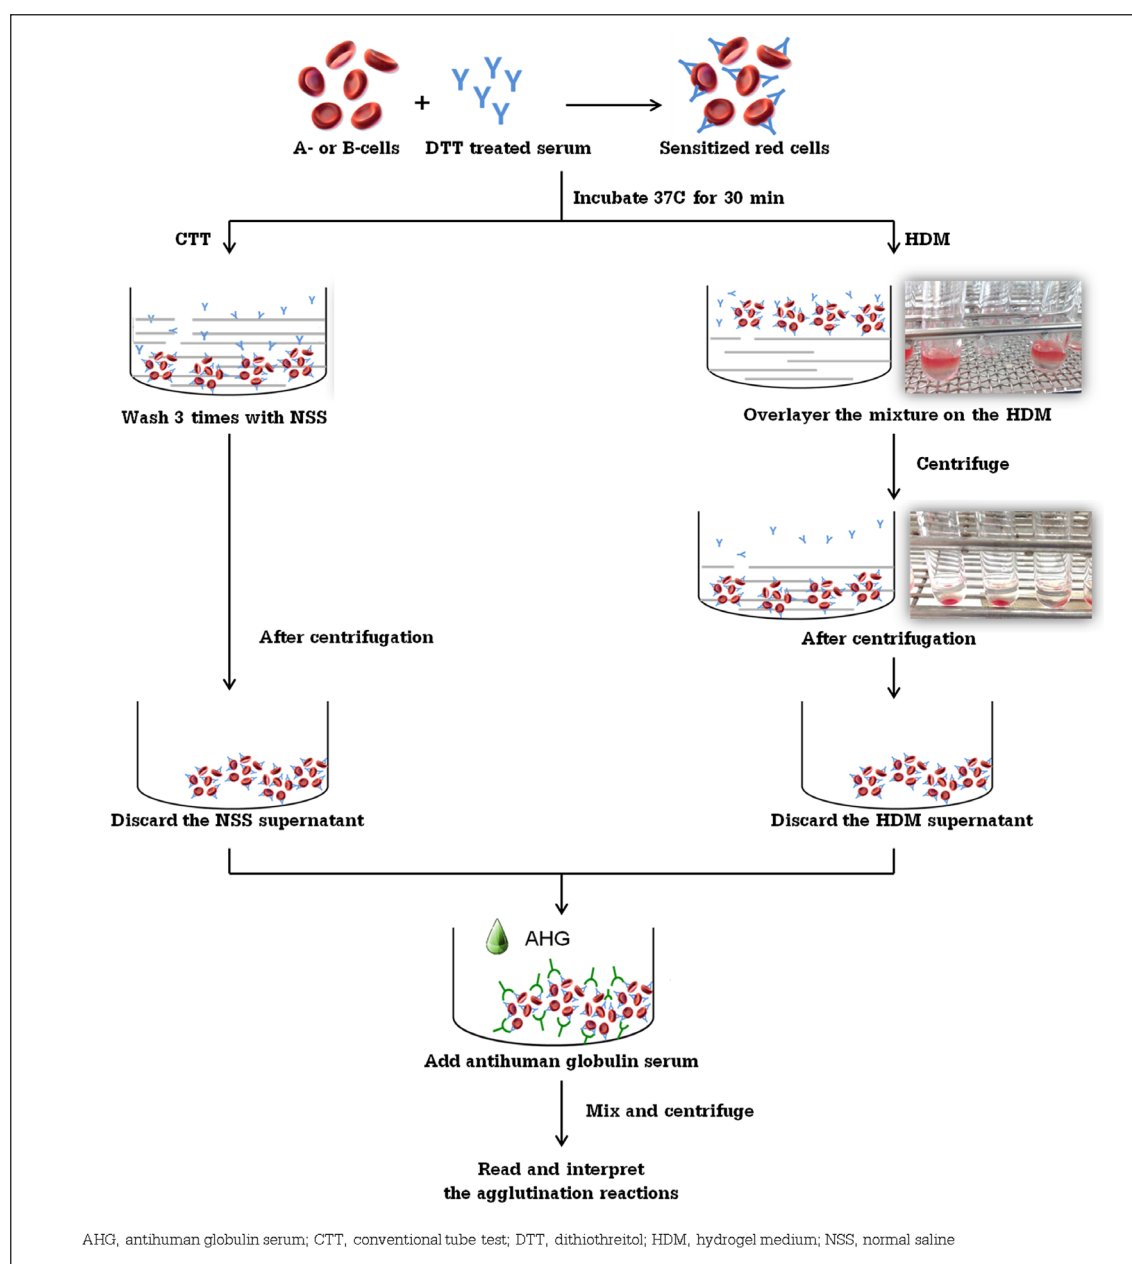 A- or B-cells
+
DTT treated serum
Sensitized red cells
Incubate 37C for 30 min
CTT
HDM
Wash 3 times with NSS
Overlayer the mixture on the HDM
Centrifuge
After centrifugation
After centrifugation
Discard the NSS supernatant
Discard the HDM supernatant
AHG
Add antihuman globulin serum
Mix and centrifuge
Read and interpret
the agglutination reactions
AHG, antihuman globulin serum; CTT, conventional tube test; DTT, dithiothreitol; HDM, hydrogel medium; NSS, normal saline